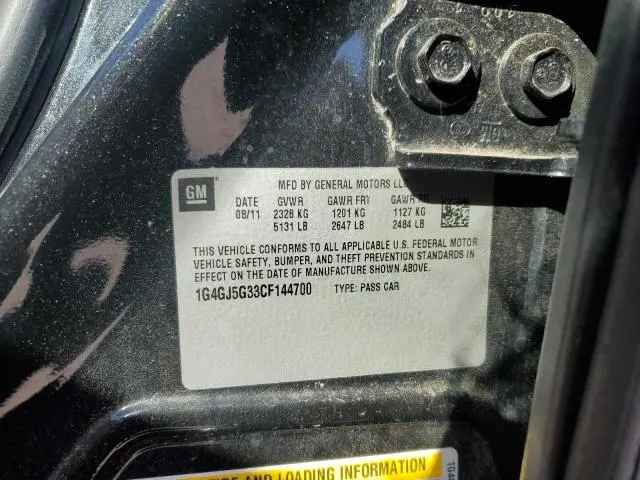 GM
MFD BY GENERAL MOTORS LLC
DATE GVWR GAWR FRT GAWR RR
08/11 2328 KG 1201 KG 1127 KG
5131 LB 2647 LB 2484 LB
THIS VEHICLE CONFORMS TO ALL APPLICABLE U.S. FEDERAL MOTOR
VEHICLE SAFETY, BUMPER, AND THEFT PREVENTION STANDARDS IN
EFFECT ON THE DATE OF MANUFACTURE SHOWN ABOVE.
1G4GJ5G33CF144700 TYPE: PASS CAR
AND LOADING INFORMATION